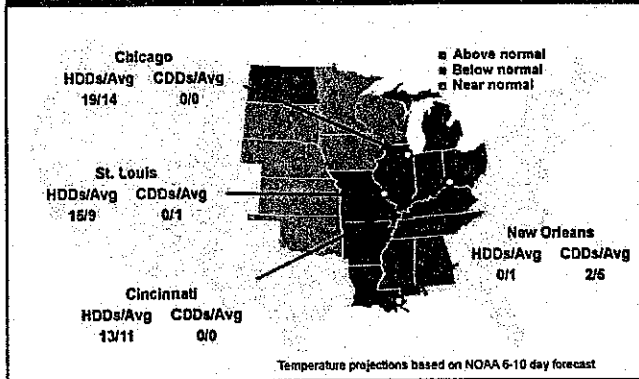 Chicago
HDDs/Avg CDDs/Avg
19/14 0/0
Above normal
Below normal
Near normal
St. Louis
HDDs/Avg CDDs/Avg
15/9 0/1
New Orleans
HDDs/Avg CDDs/Avg
0/1 2/5
Cincinnati
HDDs/Avg CDDs/Avg
13/11 0/0
Temperature projections based on NOAA 6-10 day forecast